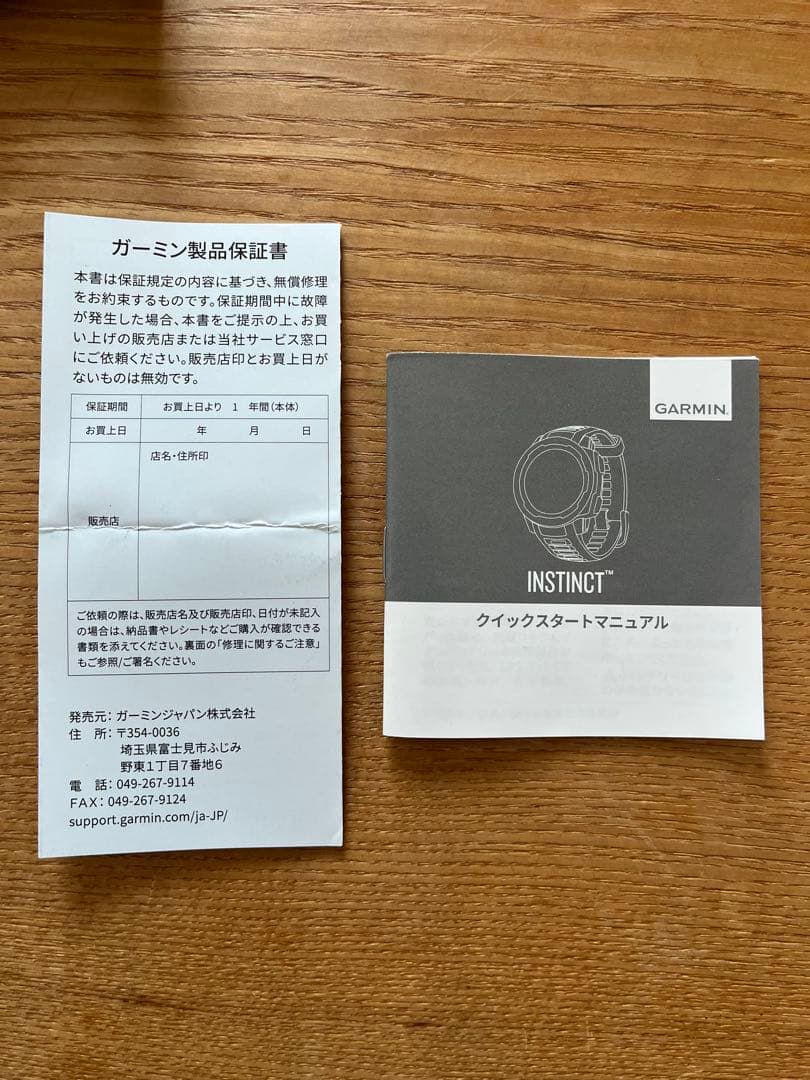 ガーミン製品保証書
本書は保証規定の内容に基づき、無償修理
をお約束するものです。保証期間中に故障
が発生した場合、本書をご提示の上、お買
い上げの販売店または当社サービス窓口
にご依頼ください。販売店印とお買上日が
ないものは無効です。
保証期間 お買上日より 1 年間(本体)
お買上日 年 月 日
店名・住所印
販売店
ご依頼の際は、販売店名及び販売店印、日付が未記入
の場合は、納品書やレシートなどご購入が確認できる
書類を添えてください。裏面の「修理に関するご注意」
もご参照/ご署名ください。
発売元：ガーミンジャパン株式会社
住 所：〒354-0036
埼玉県富士見市ふじみ
野東1丁目7番地6
電 話：049-267-9114
FAX：049-267-9124
support.garmin.com/ja-JP/
GARMIN
INSTINCT™
クイックスタートマニュアル